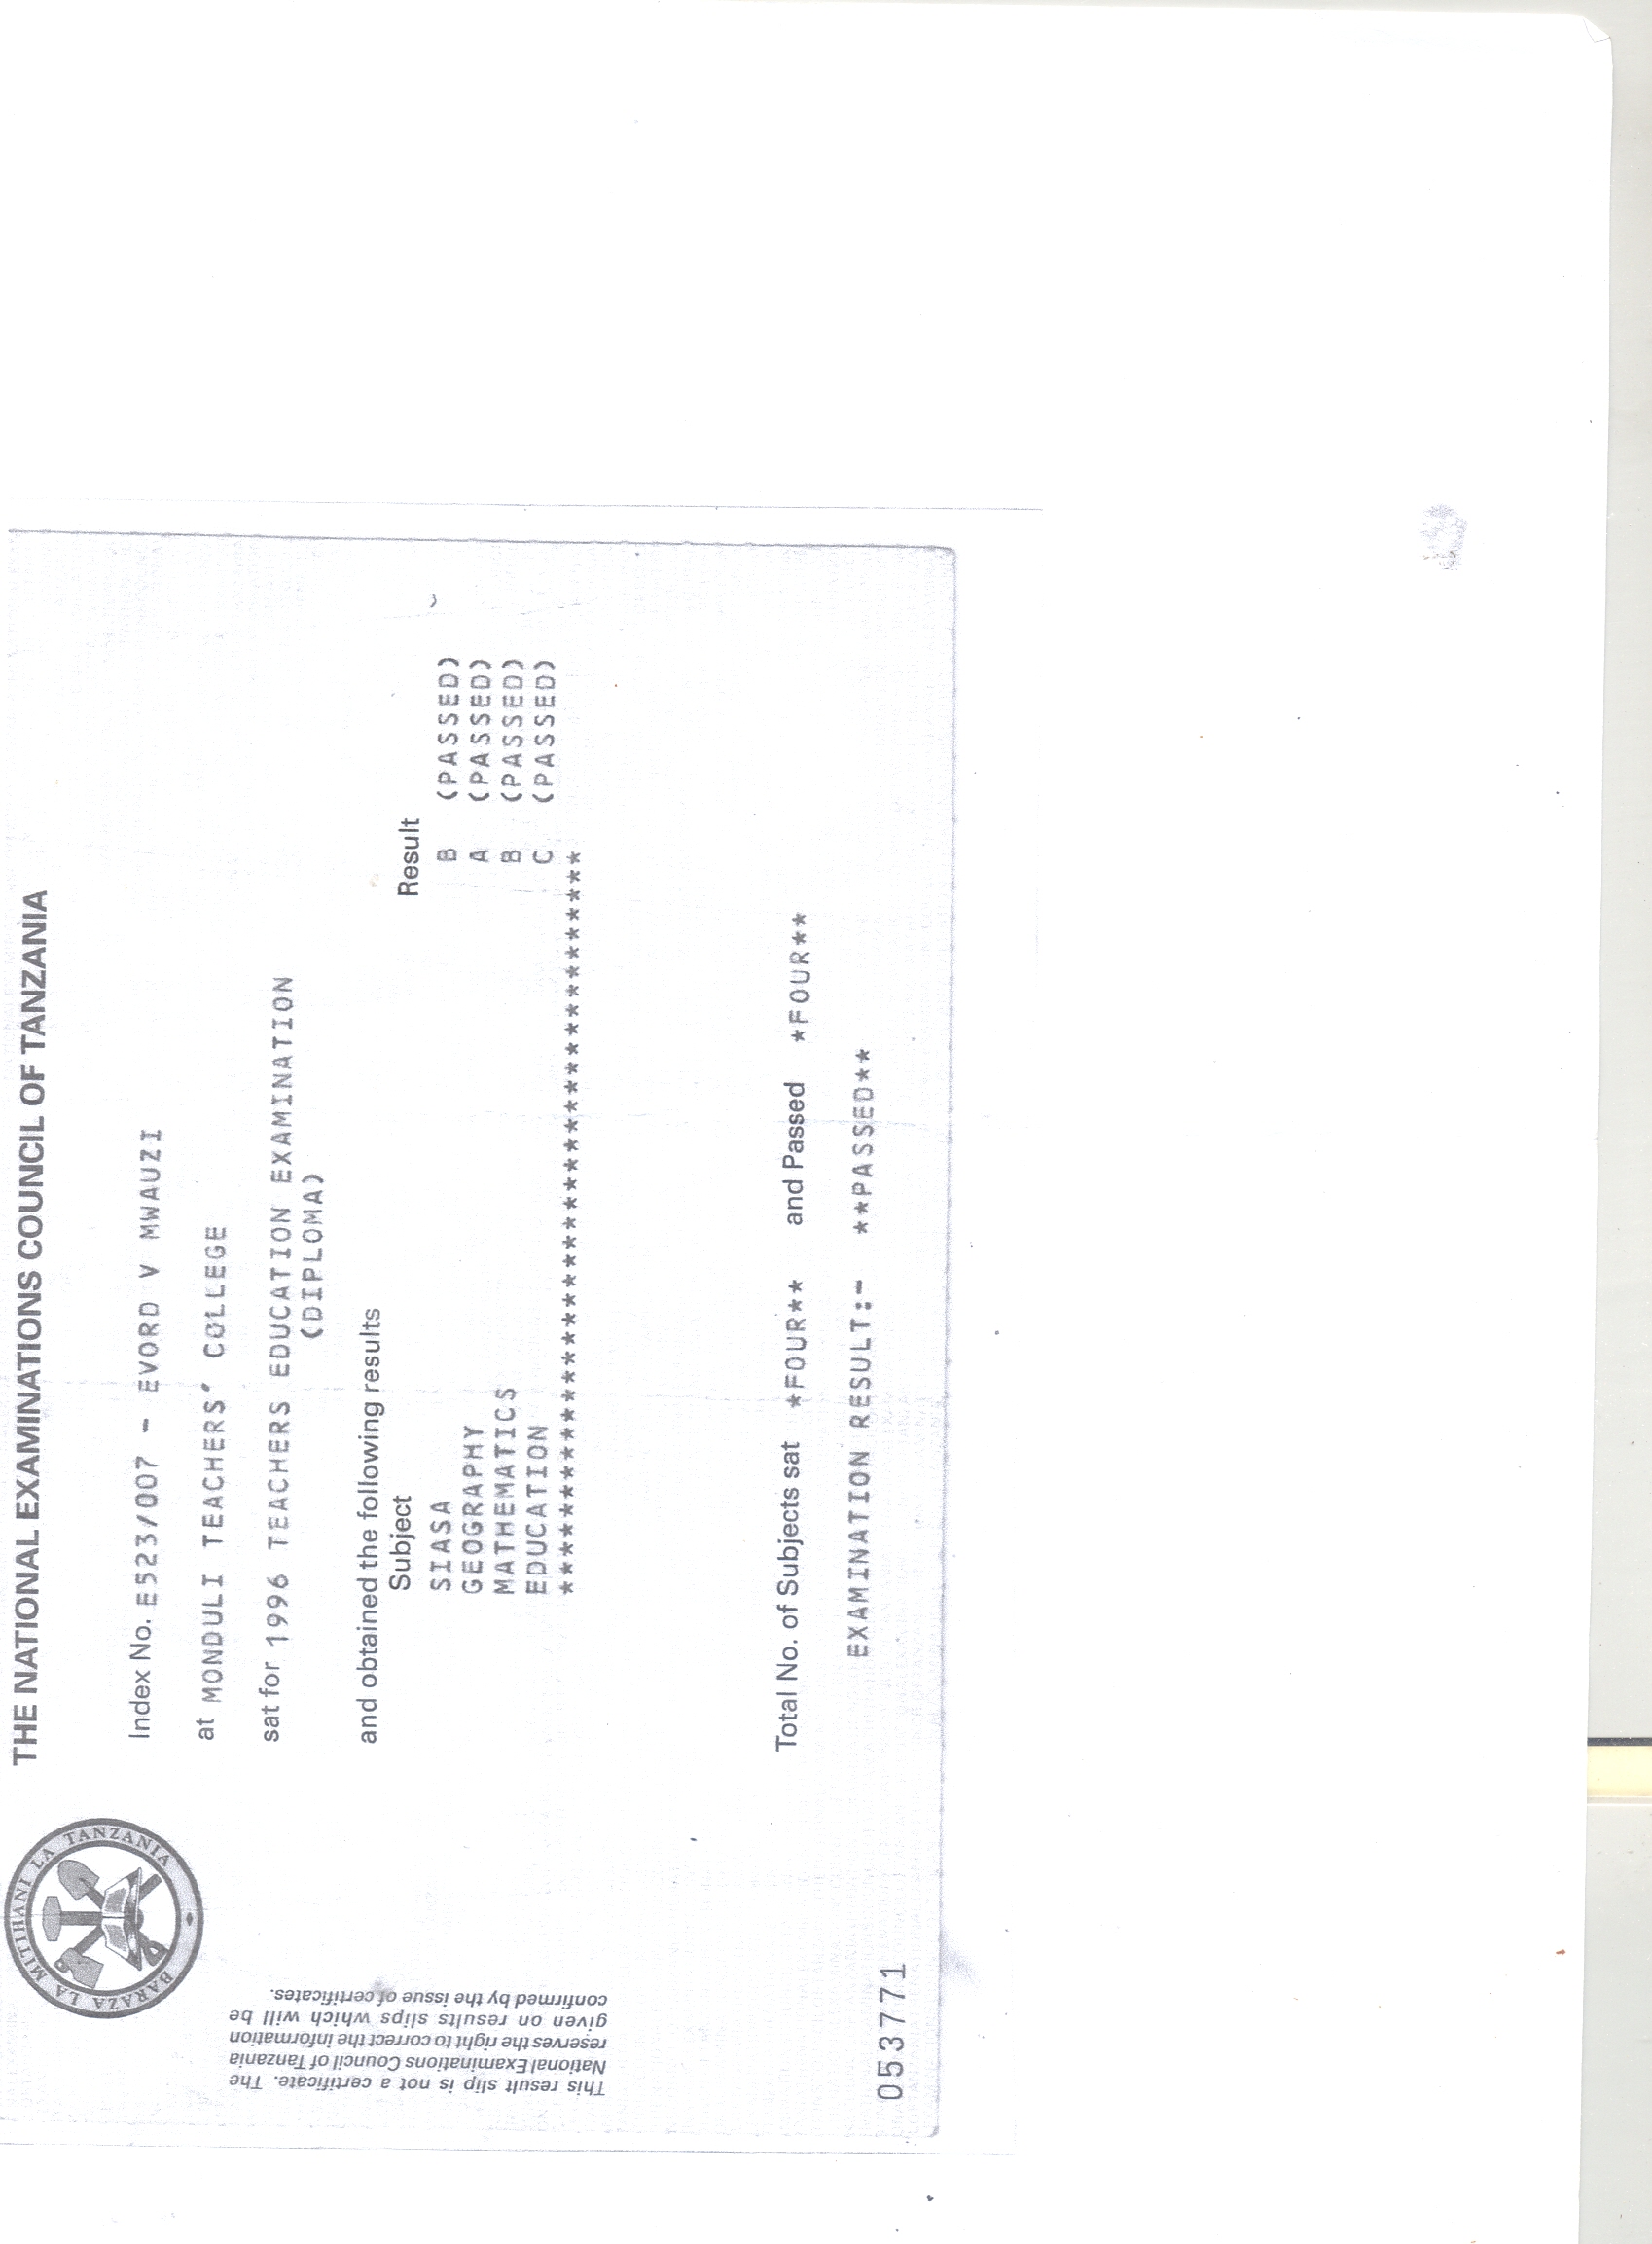 THE NATIONAL EXAMINATIONS COUNCIL OF TANZANIA
BARAZA LA MITIHANI LA TANZANIA
Index No. E523/007 - EVORD V MWAUZI
at MONDULI TEACHERS' COLLEGE
sat for 1996 TEACHERS EDUCATION EXAMINATION
(DIPLOMA)
and obtained the following results
Subject Result
SIASA B (PASSED)
GEOGRAPHY A (PASSED)
MATHEMATICS B (PASSED)
EDUCATION C (PASSED)
***************************************
This result slip is not a certificate. The
National Examinations Council of Tanzania
reserves the right to correct the information
given on results slips which will be
confirmed by the issue of certificates.
Total No. of Subjects sat *FOUR** and Passed *FOUR**
EXAMINATION RESULT:- **PASSED**
053771